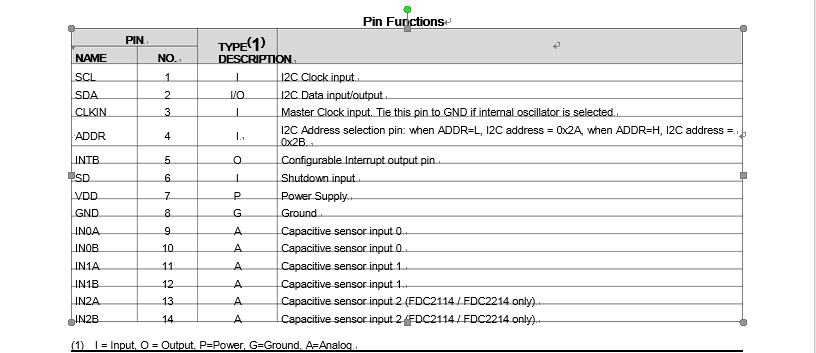 Pin Functions
PIN
TYPE(1)
DESCRIPTION
NAME NO.
SCL 1 I I2C Clock input
SDA 2 I/O I2C Data input/output
CLKIN 3 I Master Clock input. Tie this pin to GND if internal oscillator is selected.
ADDR 4 I I2C Address selection pin: when ADDR=L, I2C address = 0x2A, when ADDR=H, I2C address =
0x2B.
INTB 5 O Configurable Interrupt output pin
SD 6 I Shutdown input
VDD 7 P Power Supply
GND 8 G Ground
IN0A 9 A Capacitive sensor input 0
IN0B 10 A Capacitive sensor input 0
IN1A 11 A Capacitive sensor input 1
IN1B 12 A Capacitive sensor input 1
IN2A 13 A Capacitive sensor input 2 (FDC2114 / FDC2214 only)
IN2B 14 A Capacitive sensor input 2 (FDC2114 / FDC2214 only)
(1) I = Input, O = Output, P=Power, G=Ground, A=Analog